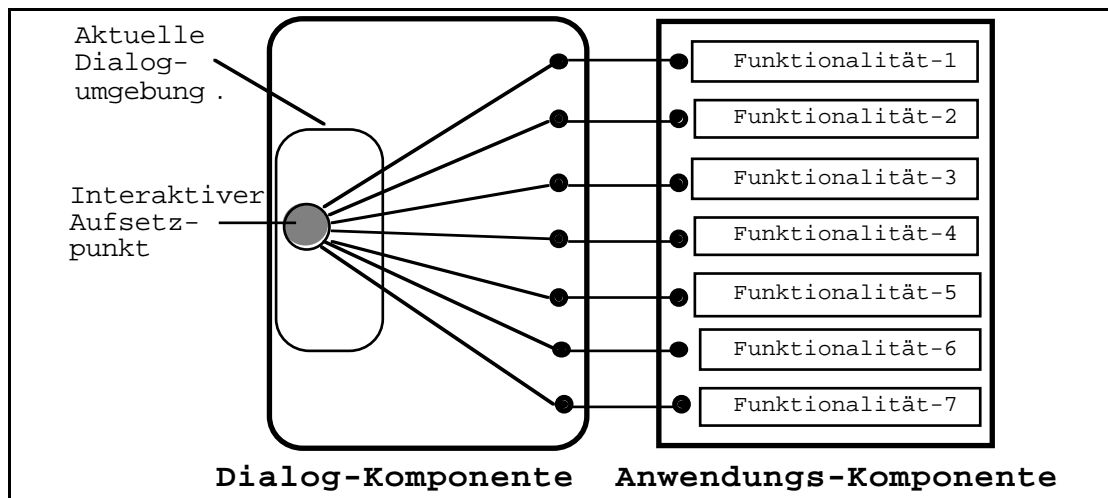 Aktuelle
Dialog-
umgebung .
Interaktiver
Aufsetz-
punkt
Funktionalität-1
Funktionalität-2
Funktionalität-3
Funktionalität-4
Funktionalität-5
Funktionalität-6
Funktionalität-7
Dialog-Komponente
Anwendungs-Komponente